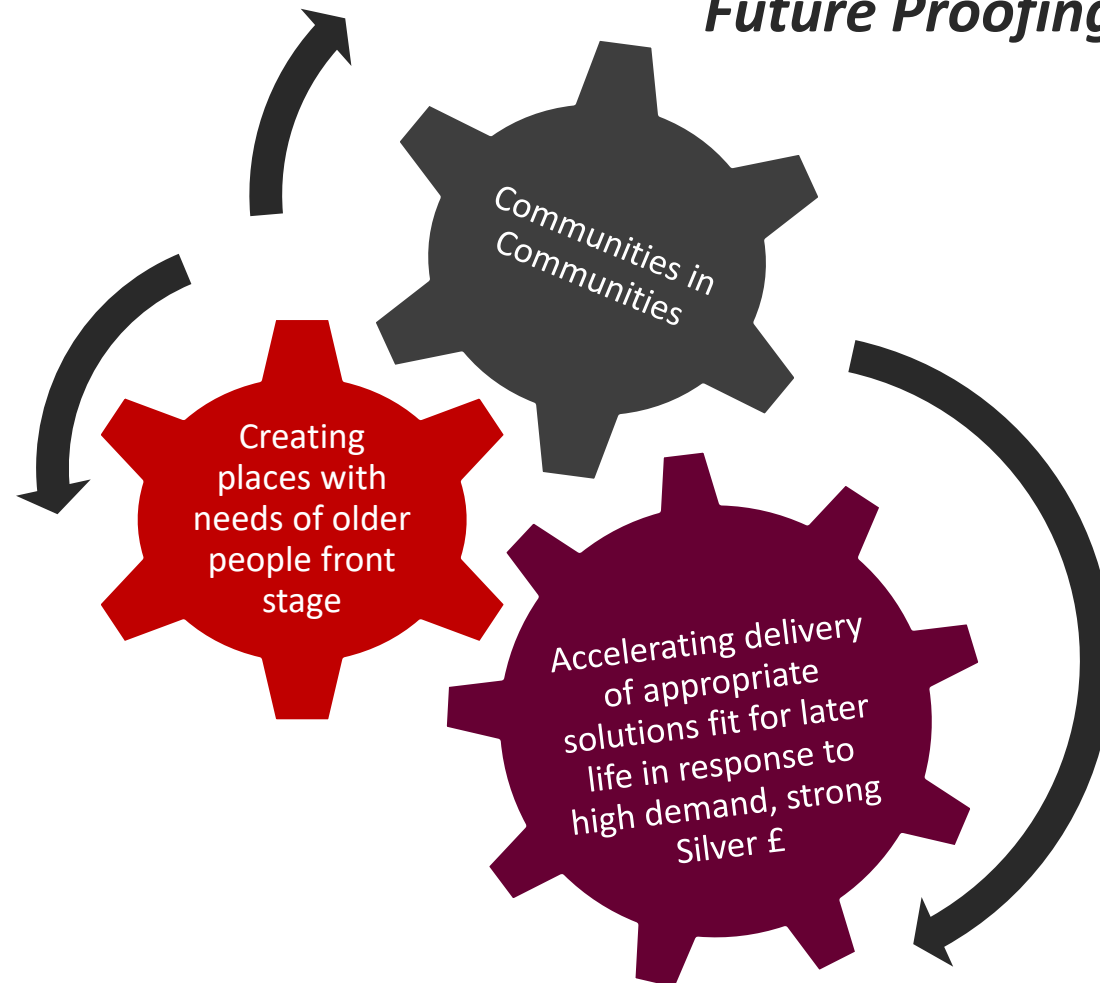 Future Proofing
Communities in
Communities
Creating
places with
needs of older
people front
stage
Accelerating delivery
of appropriate
solutions fit for later
life in response to
high demand, strong
Silver £